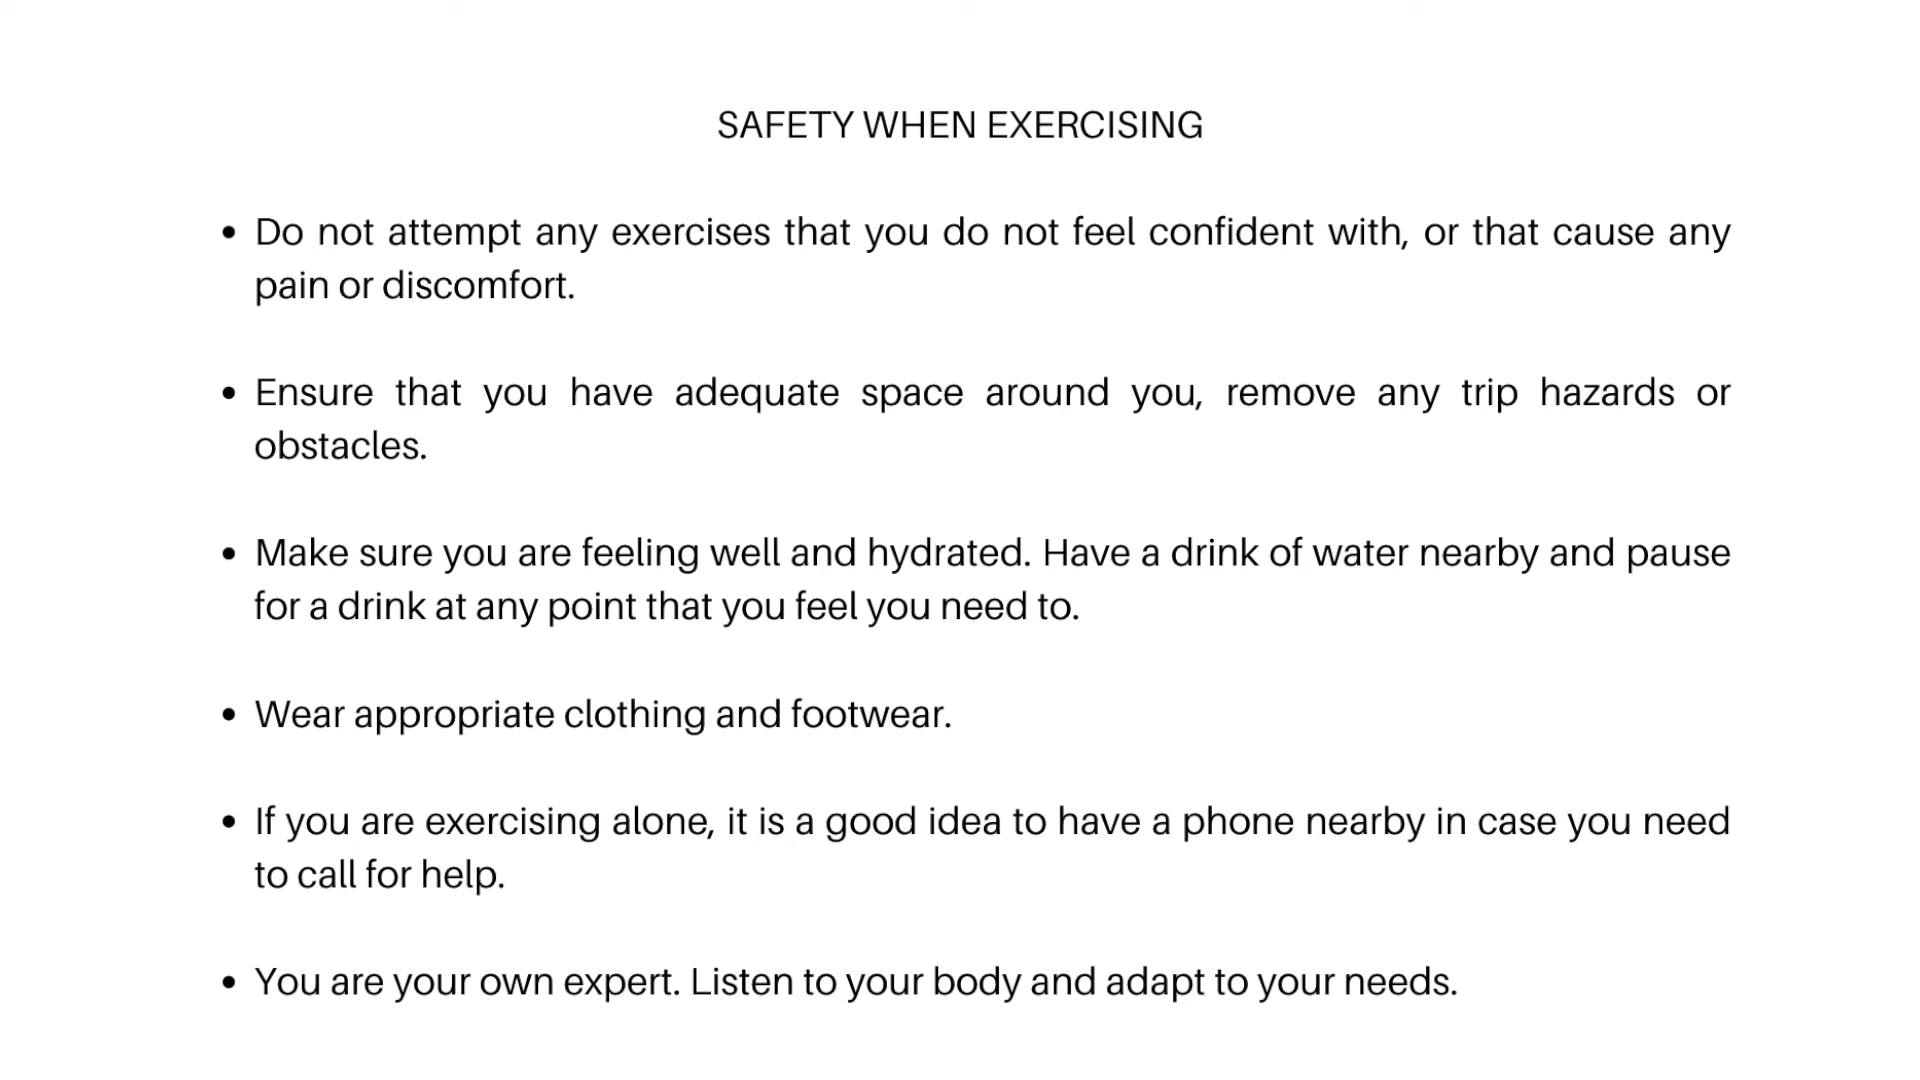 SAFETY WHEN EXERCISING
• Do not attempt any exercises that you do not feel confident with, or that cause any
pain or discomfort.
• Ensure that you have adequate space around you, remove any trip hazards or
obstacles.
• Make sure you are feeling well and hydrated. Have a drink of water nearby and pause
for a drink at any point that you feel you need to.
• Wear appropriate clothing and footwear.
• If you are exercising alone, it is a good idea to have a phone nearby in case you need
to call for help.
• You are your own expert. Listen to your body and adapt to your needs.